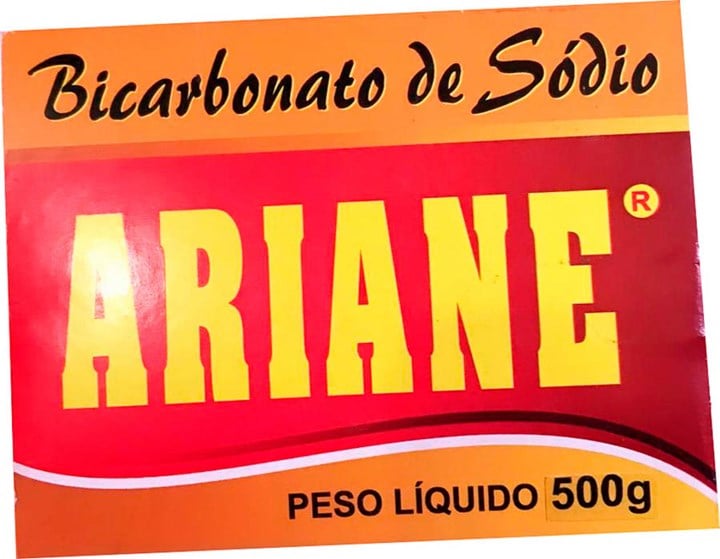 Bicarbonato de Sódio
ARIANE ®
PESO LÍQUIDO 500g